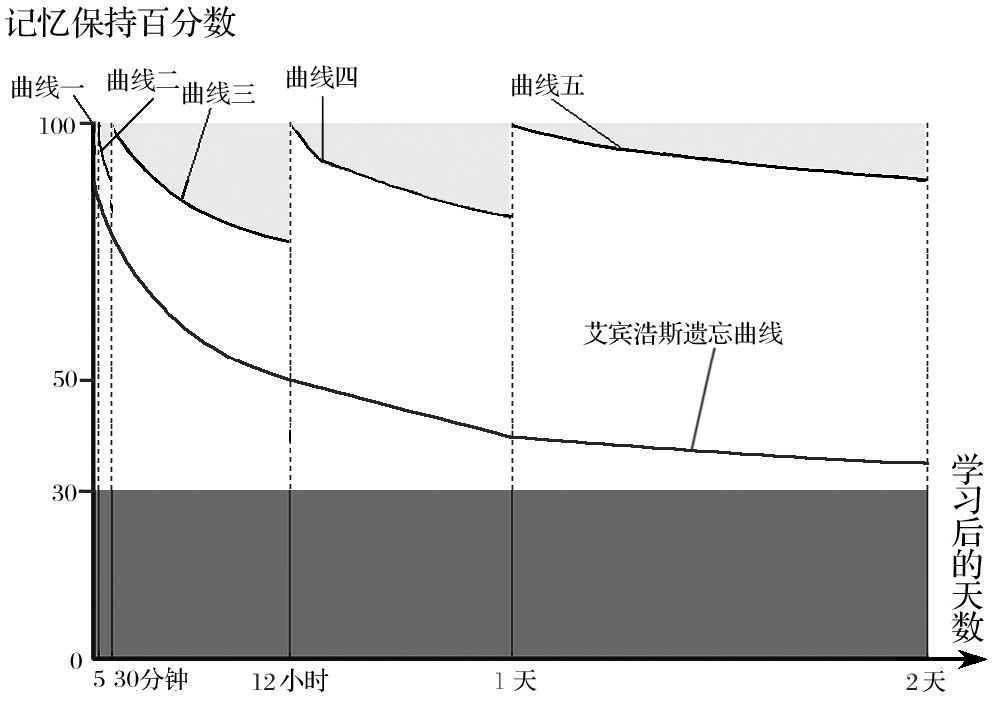 记忆保持百分数
曲线一
曲线二
曲线三
曲线四
曲线五
100
艾宾浩斯遗忘曲线
50
30
0
学习后的天数
5 30分钟
12小时
1 天
2天